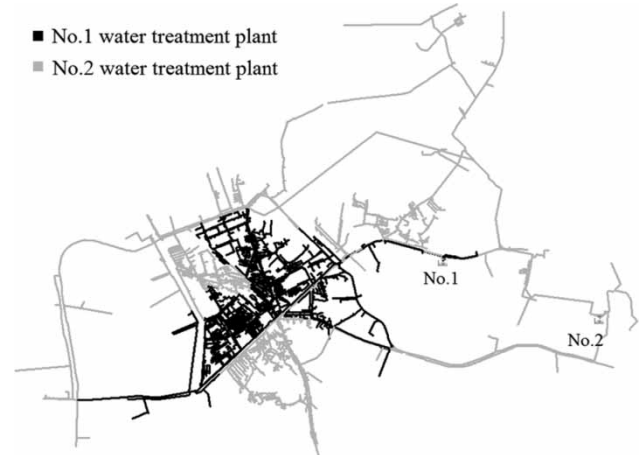 No.1 water treatment plant
No.2 water treatment plant
No.1
No.2